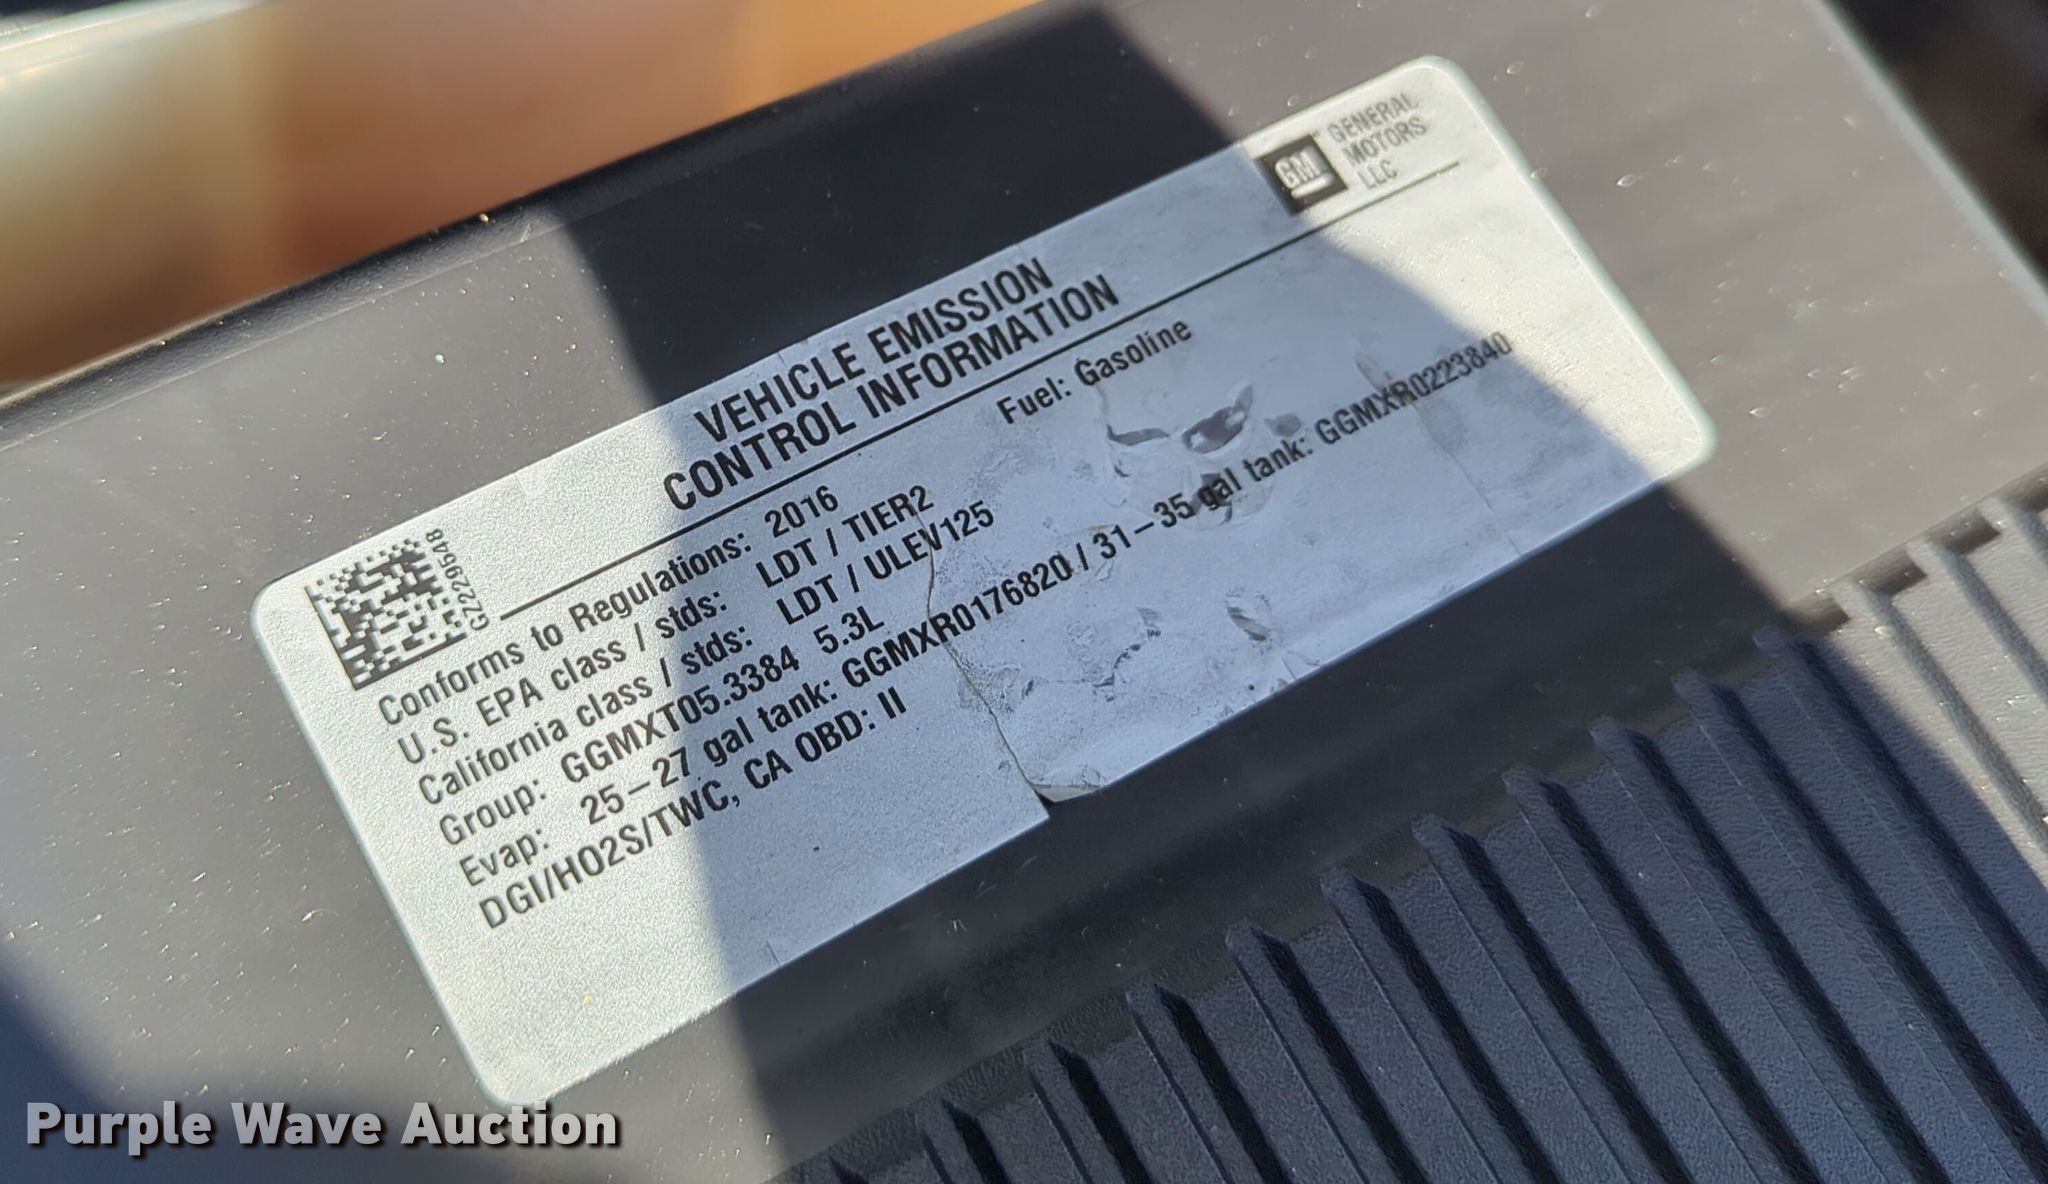 GM GENERAL
MOTORS
LLC
VEHICLE EMISSION
CONTROL INFORMATION
GZ229548
Conforms to Regulations: 2016 Fuel: Gasoline
U.S. EPA class / stds: LDT / TIER2
California class / stds: LDT / ULEV125
Group: GGMXT05.3384 5.3L
Evap: 25-27 gal tank: GGMXR0176820 / 31-35 gal tank: GGMXR0223840
DGI/HO2S/TWC, CA OBD: II
Purple Wave Auction